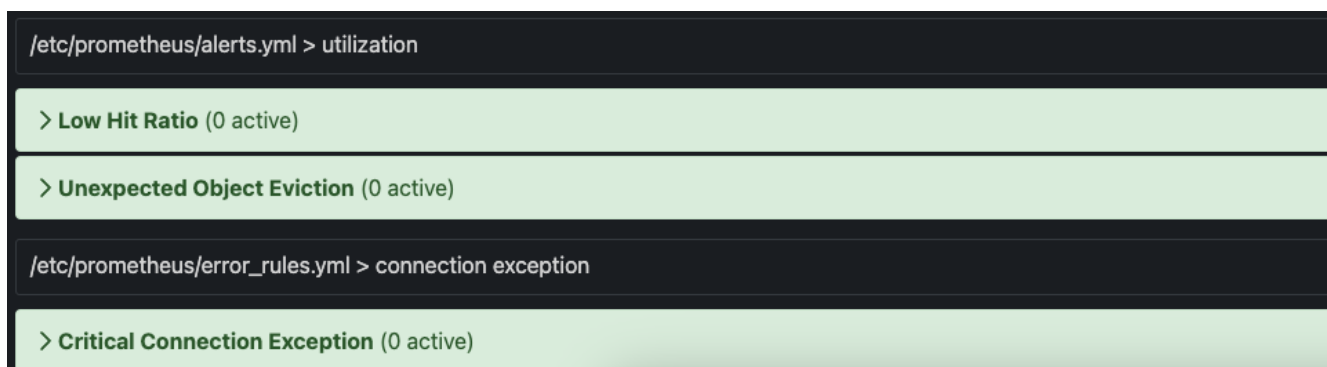 /etc/prometheus/alerts.yml > utilization
> Low Hit Ratio (0 active)
> Unexpected Object Eviction (0 active)
/etc/prometheus/error_rules.yml > connection exception
> Critical Connection Exception (0 active)